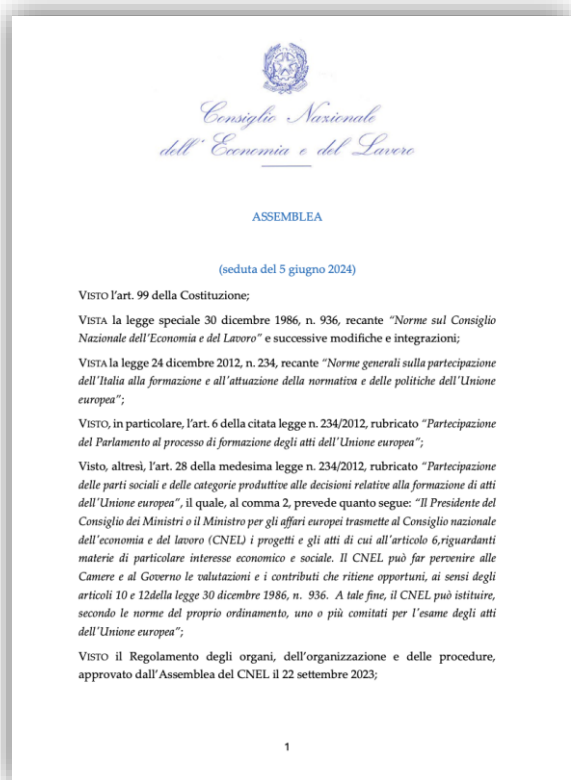 Consiglio Nazionale
dell' Economia e del Lavoro
ASSEMBLEA
(seduta del 5 giugno 2024)
VISTO l'art. 99 della Costituzione;
VISTA la legge speciale 30 dicembre 1986, n. 936, recante “Norme sul Consiglio
Nazionale dell'Economia e del Lavoro” e successive modifiche e integrazioni;
VISTA la legge 24 dicembre 2012, n. 234, recante “Norme generali sulla partecipazione
dell'Italia alla formazione e all'attuazione della normativa e delle politiche dell'Unione
europea”;
VISTO, in particolare, l'art. 6 della citata legge n. 234/2012, rubricato “Partecipazione
del Parlamento al processo di formazione degli atti dell'Unione europea”;
Visto, altresì, l'art. 28 della medesima legge n. 234/2012, rubricato “Partecipazione
delle parti sociali e delle categorie produttive alle decisioni relative alla formazione di atti
dell'Unione europea”, il quale, al comma 2, prevede quanto segue: “Il Presidente del
Consiglio dei Ministri o il Ministro per gli affari europei trasmette al Consiglio nazionale
dell'economia e del lavoro (CNEL) i progetti e gli atti di cui all'articolo 6,riguardanti
materie di particolare interesse economico e sociale. Il CNEL può far pervenire alle
Camere e al Governo le valutazioni e i contributi che ritiene opportuni, ai sensi degli
articoli 10 e 12della legge 30 dicembre 1986, n. 936. A tale fine, il CNEL può istituire,
secondo le norme del proprio ordinamento, uno o più comitati per l'esame degli atti
dell'Unione europea”;
VISTO il Regolamento degli organi, dell'organizzazione e delle procedure,
approvato dall'Assemblea del CNEL il 22 settembre 2023;
1